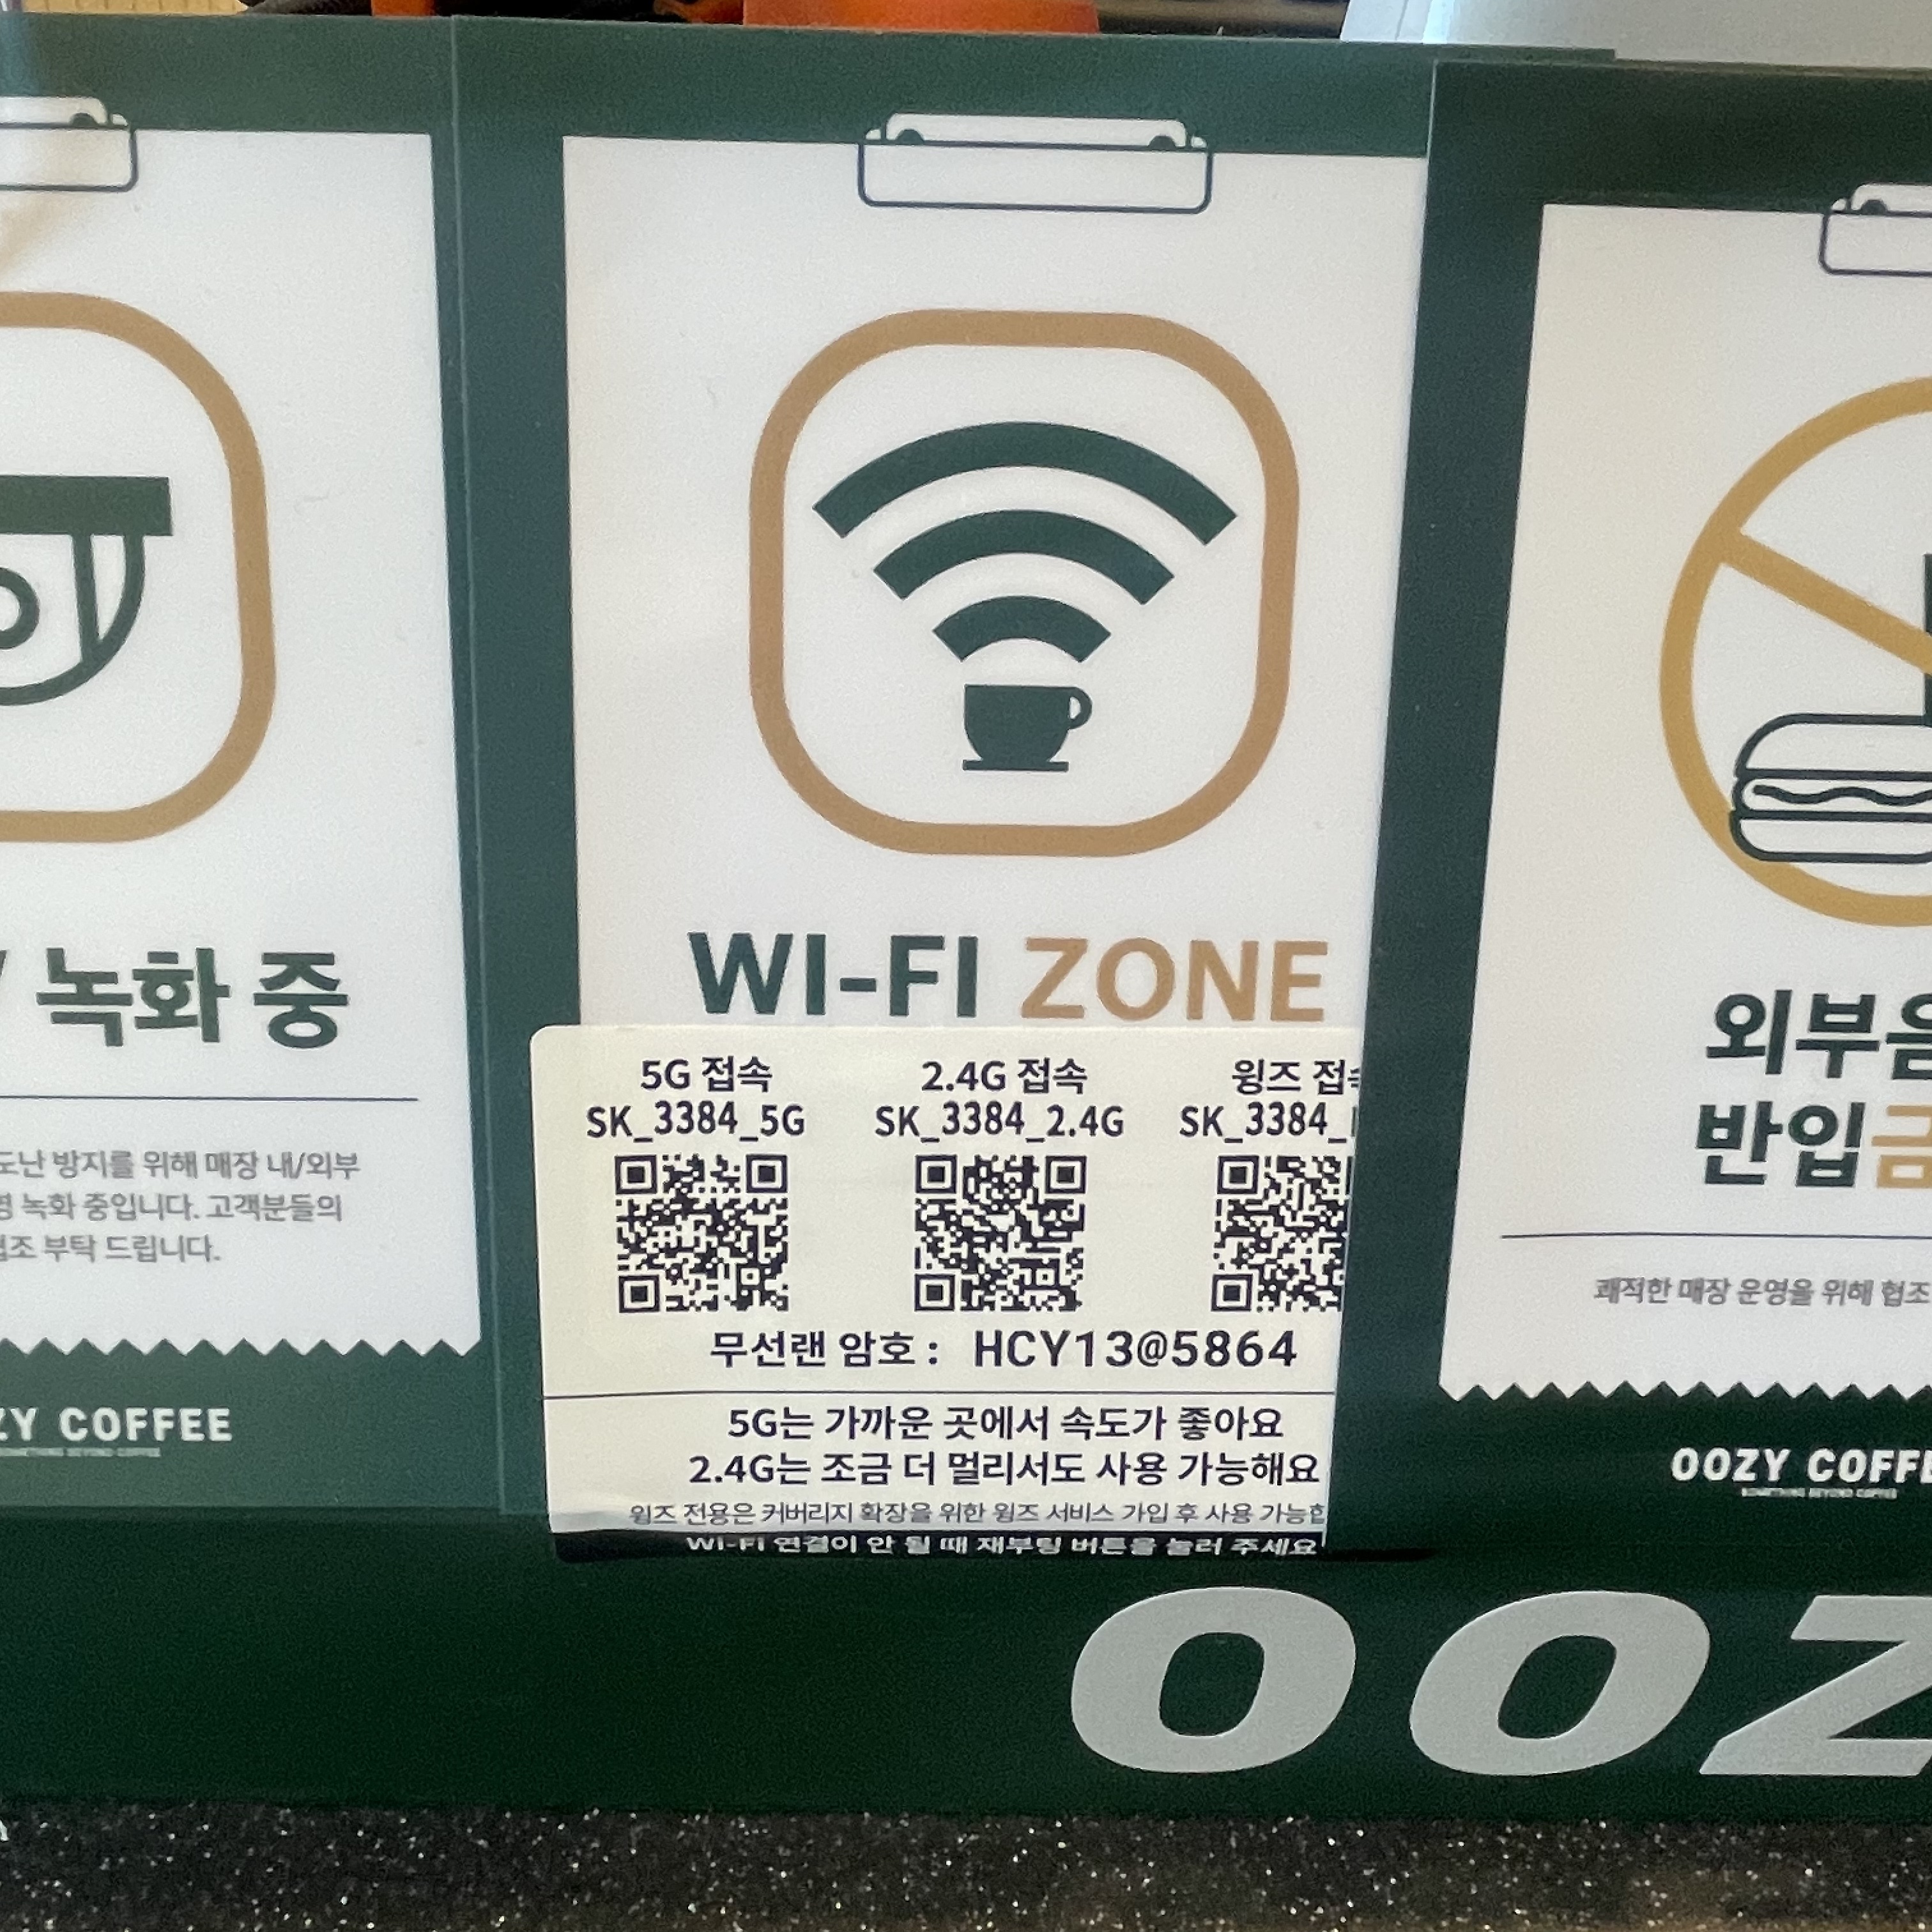 녹화 중
도난 방지를 위해 매장 내/외부
녹화 중입니다. 고객분들의
부탁 드립니다.
COFFEE
WI-FI ZONE
5G 접속
SK_3384_5G
2.4G 접속
SK_3384_2.4G
윙즈
SK_3384_
무선랜 암호 : HCY13@5864
5G는 가까운 곳에서 속도가 좋아요
2.4G는 조금 더 멀리서도 사용 가능해요
윙즈 전용은 커버리지 확장을 위한 윙즈 서비스 가입 후 사용
WI-FI 연결이 안 될 때 재부팅 버튼을 눌러 주세요
외부음
반입금
쾌적한 매장 운영을 위해 협조
OOZY COFFE
OOZ